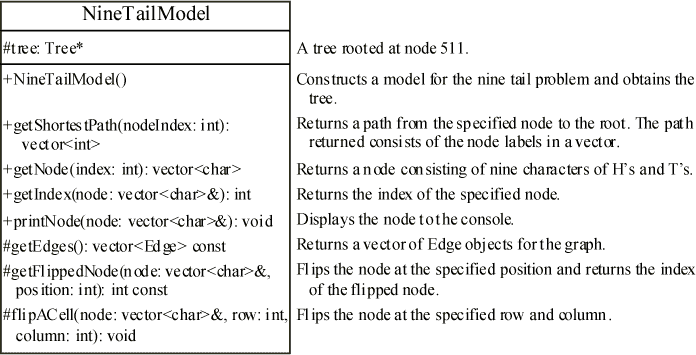 NineTailModel
#tree: Tree*
A tree rooted at node 511.
+NineTailModel()
Constructs a model for the nine tail problem and obtains the
tree.
+getShortestPath(nodeIndex: int):
vector<int>
Returns a path from the specified node to the root. The path
returned consists of the node labels in a vector.
+getNode(index: int): vector<char>
Returns a node consisting of nine characters of H's and T's.
+getIndex(node: vector<char>&): int
Returns the index of the specified node.
+printNode(node: vector<char>&): void
Displays the node to the console.
#getEdges(): vector<Edge> const
Returns a vector of Edge objects for the graph.
#getFlippedNode(node: vector<char>&,
position: int): int const
Flips the node at the specified position and returns the index
of the flipped node.
#flipACell(node: vector<char>&, row: int,
column: int): void
Flips the node at the specified row and column.